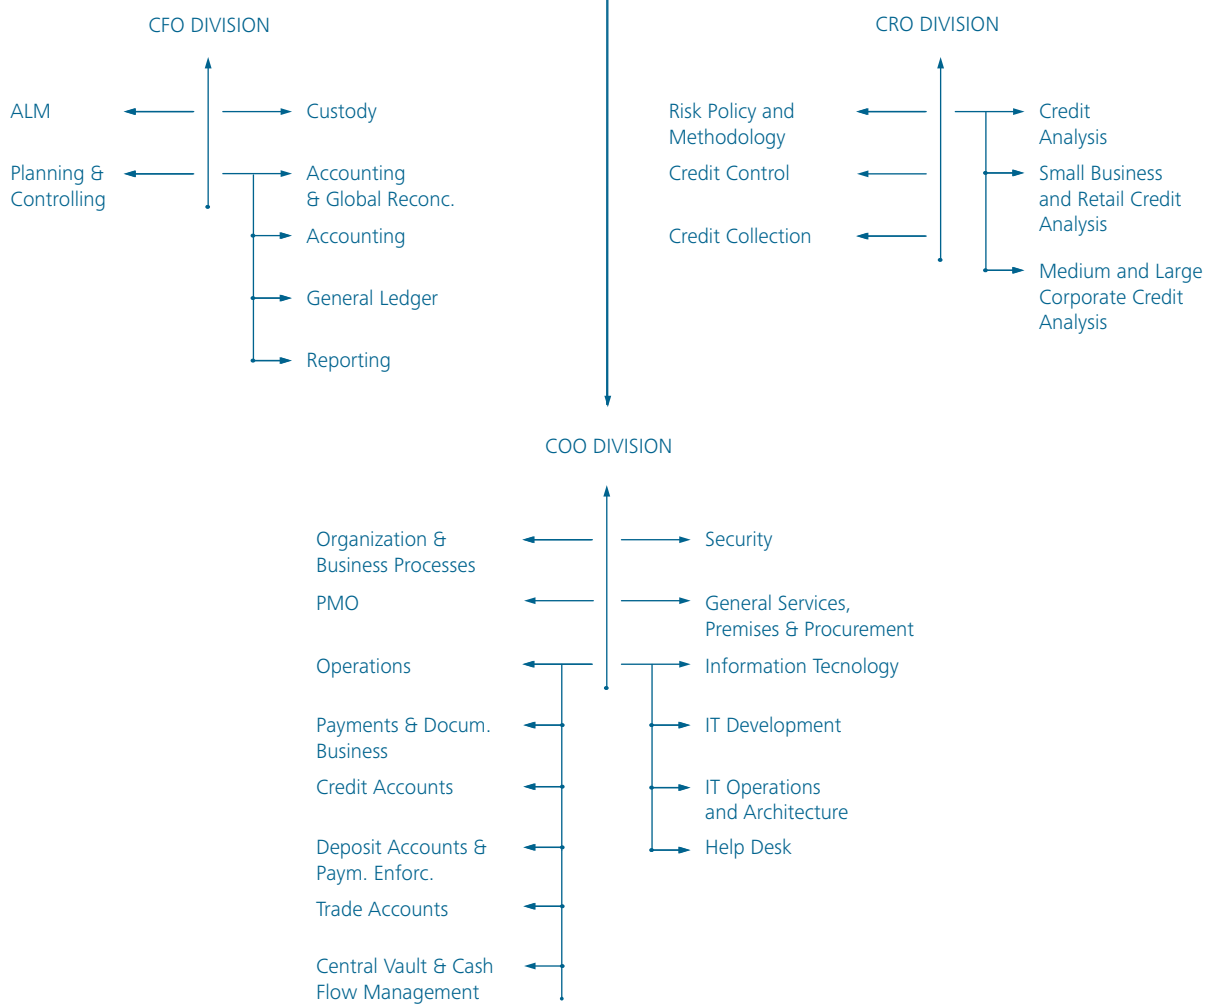 CFO DIVISION
ALM
Custody
Planning &
Controlling
Accounting
& Global Reconc.
Accounting
General Ledger
Reporting
CRO DIVISION
Risk Policy and
Methodology
Credit
Analysis
Credit Control
Small Business
and Retail Credit
Analysis
Credit Collection
Medium and Large
Corporate Credit
Analysis
COO DIVISION
Organization &
Business Processes
Security
PMO
General Services,
Premises & Procurement
Operations
Information Tecnology
Payments & Docum.
Business
IT Development
Credit Accounts
IT Operations
and Architecture
Deposit Accounts &
Paym. Enforc.
Help Desk
Trade Accounts
Central Vault & Cash
Flow Management